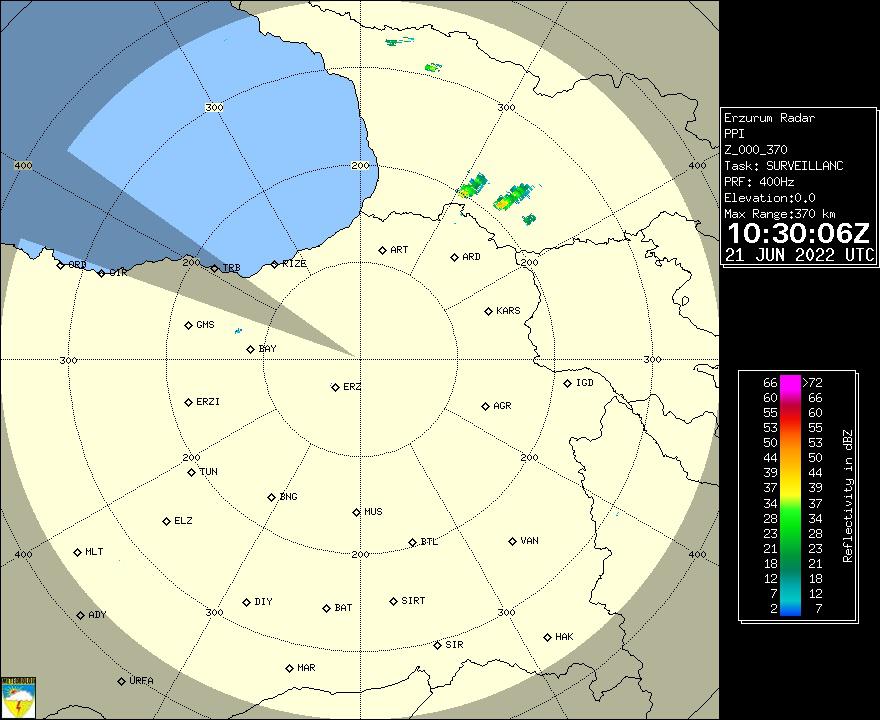 300
300
400
200
400
ART
ARD
ORD
GIR
TRB
RIZE
200
200
KARS
GMS
BAY
300
300
ERZ
IGD
ERZI
AGR
200
200
TUN
BNG
MUS
ELZ
BTL
VAN
MLT
400
200
400
DIY
BAT
SIRT
ADY
300
300
HAK
SIR
MAR
URFA
Erzurum Radar
PPI
Z_000_370
Task: SURVEILLANC
PRF: 400Hz
Elevation:0.0
Max Range:370 km
10:30:06Z
21 JUN 2022 UTC
66 >72
60 66
55 60
53 55
50 53
44 50
39 44
37 39
34 37
28 34
23 28
21 23
18 21
12 18
7 12
2 7
Reflectivity in dBZ